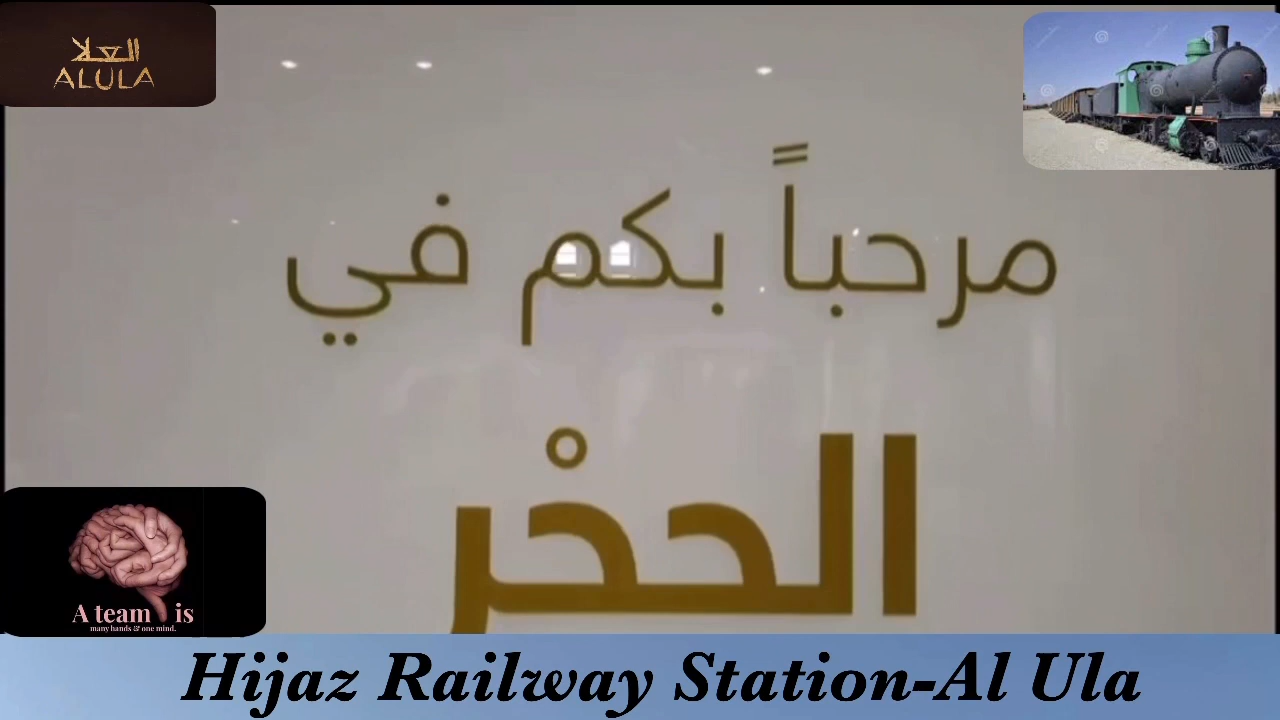 العلا
ALULA
مرحباً بكم في
الحجْر
A team is
many hands & one mind.
Hijaz Railway Station-Al Ula